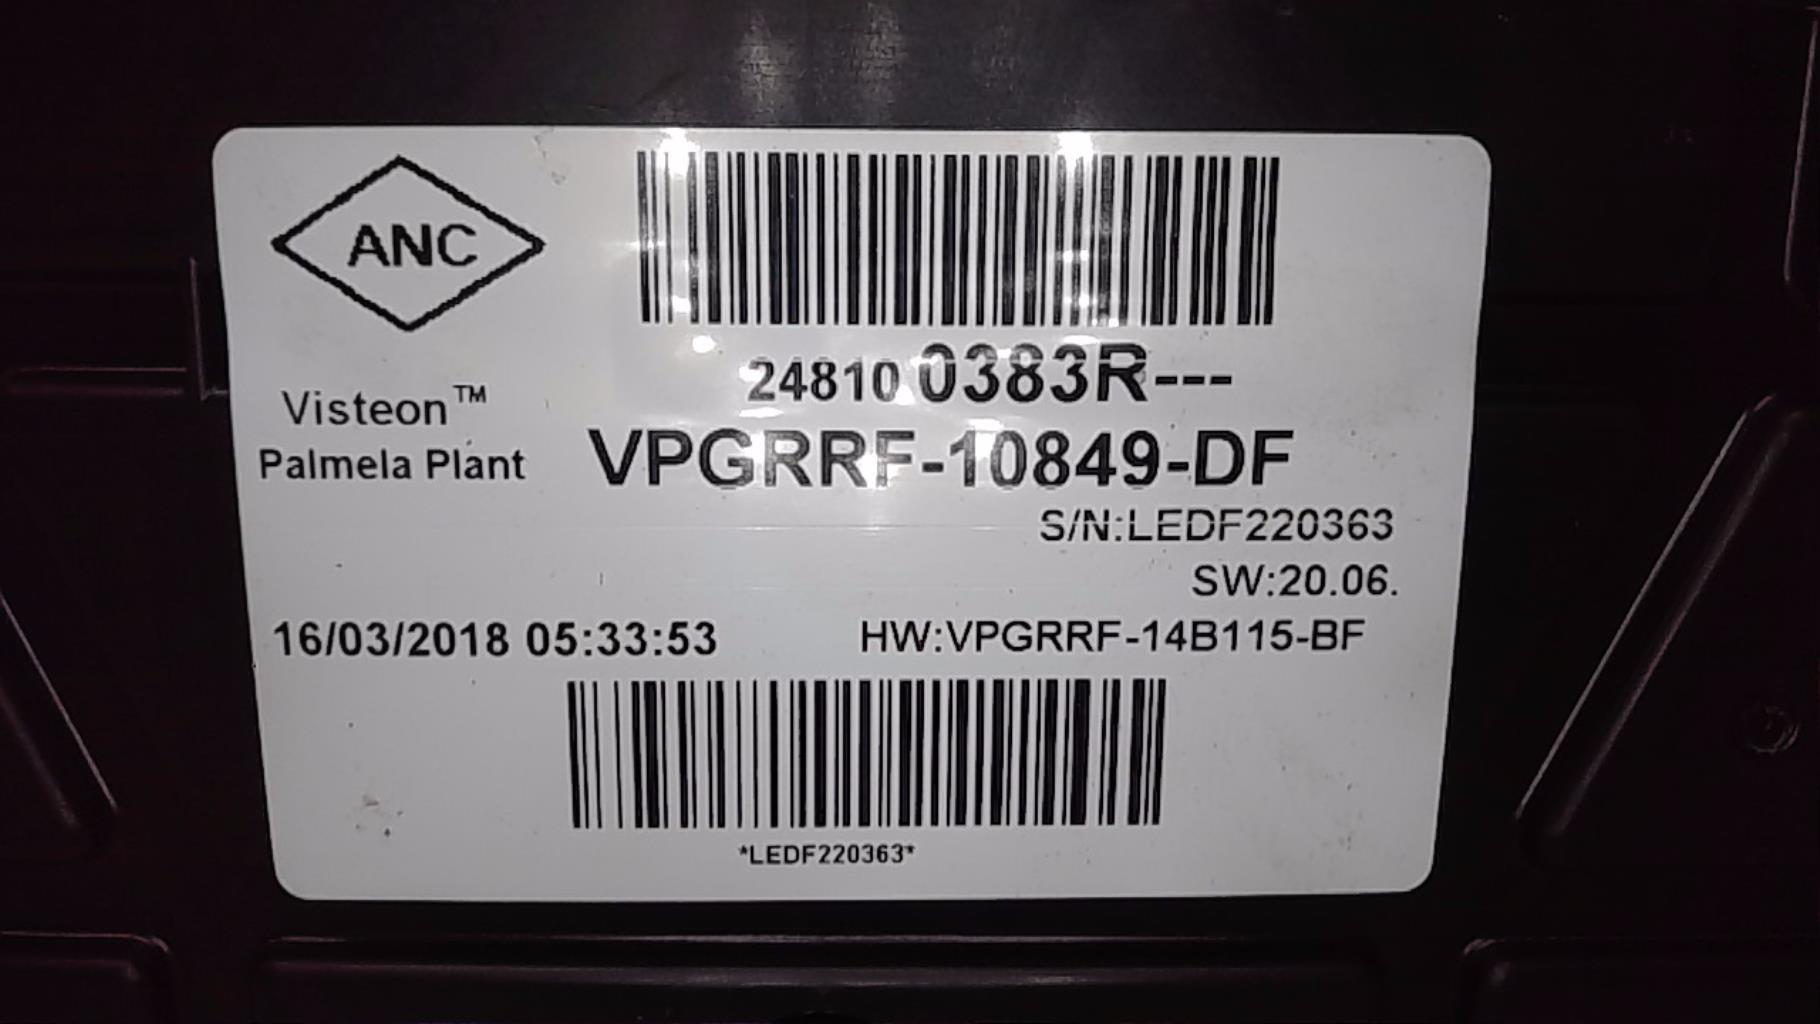 ANC
24810 0383R---
Visteon™
Palmela Plant
VPGRRF-10849-DF
S/N:LEDF220363
SW:20.06.
16/03/2018 05:33:53
HW:VPGRRF-14B115-BF
*LEDF220363*